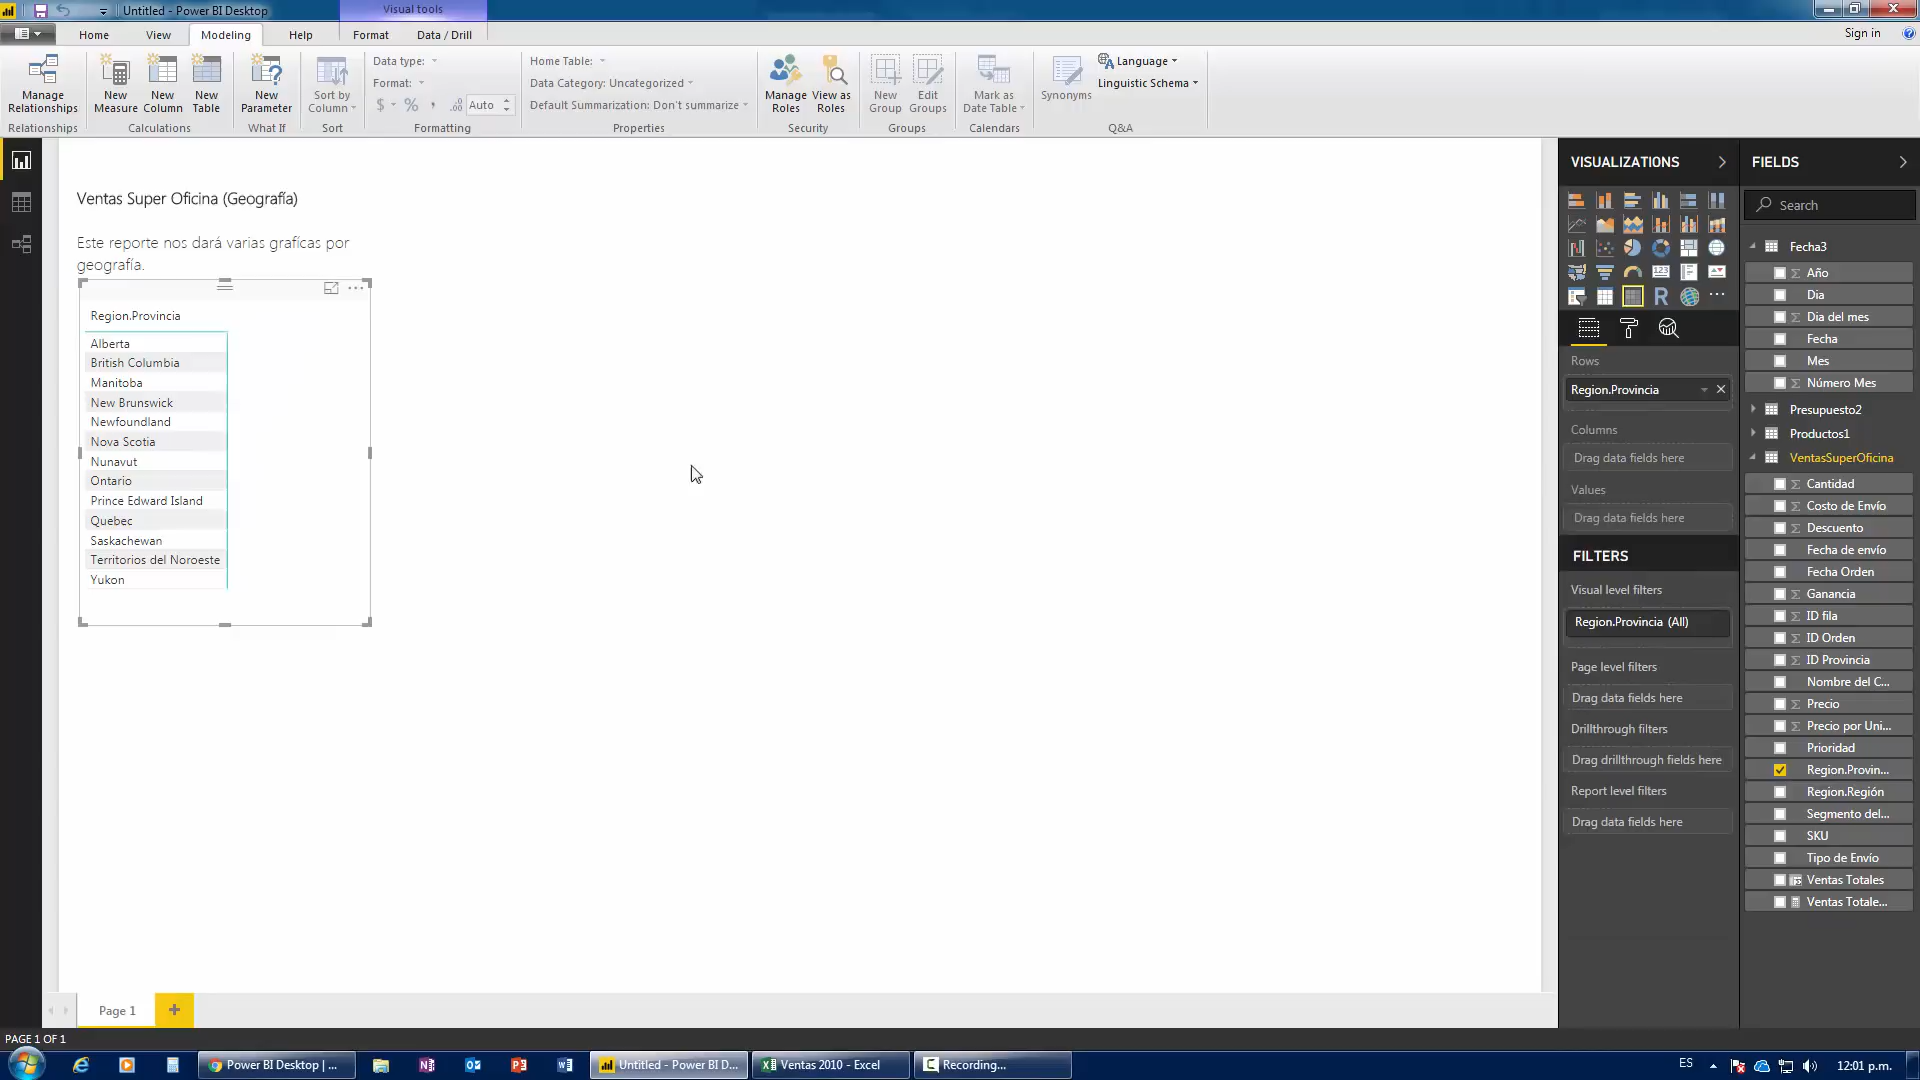 Untitled - Power BI Desktop
Visual tools
Home
View
Modeling
Help
Format
Data / Drill
Sign in
Manage Relationships
New Measure
New Column
New Table
New Parameter
Sort by Column
Data type:
Format:
$ % , Auto
Home Table:
Data Category: Uncategorized
Default Summarization: Don't summarize
Manage Roles
View as Roles
New Group
Edit Groups
Mark as Date Table
Synonyms
Language
Linguistic Schema
Relationships
Calculations
What If
Sort
Formatting
Properties
Security
Groups
Calendars
Q&A
Ventas Super Oficina (Geografía)
Este reporte nos dará varias grafícas por
geografía.
Region.Provincia
Alberta
British Columbia
Manitoba
New Brunswick
Newfoundland
Nova Scotia
Nunavut
Ontario
Prince Edward Island
Quebec
Saskachewan
Territorios del Noroeste
Yukon
VISUALIZATIONS
Rows
Region.Provincia
Columns
Drag data fields here
Values
Drag data fields here
FILTERS
Visual level filters
Region.Provincia (All)
Page level filters
Drag data fields here
Drillthrough filters
Drag drillthrough fields here
Report level filters
Drag data fields here
FIELDS
Search
Fecha3
Año
Dia
Dia del mes
Fecha
Mes
Número Mes
Presupuesto2
Productos1
VentasSuperOficina
Cantidad
Costo de Envío
Descuento
Fecha de envío
Fecha Orden
Ganancia
ID fila
ID Orden
ID Provincia
Nombre del C...
Precio
Precio por Uni...
Prioridad
Region.Provin...
Region.Región
Segmento del...
SKU
Tipo de Envío
Ventas Totales
Ventas Totale...
Page 1
PAGE 1 OF 1
Power BI Desktop | ...
Untitled - Power BI D...
Ventas 2010 - Excel
Recording...
ES
12:01 p.m.